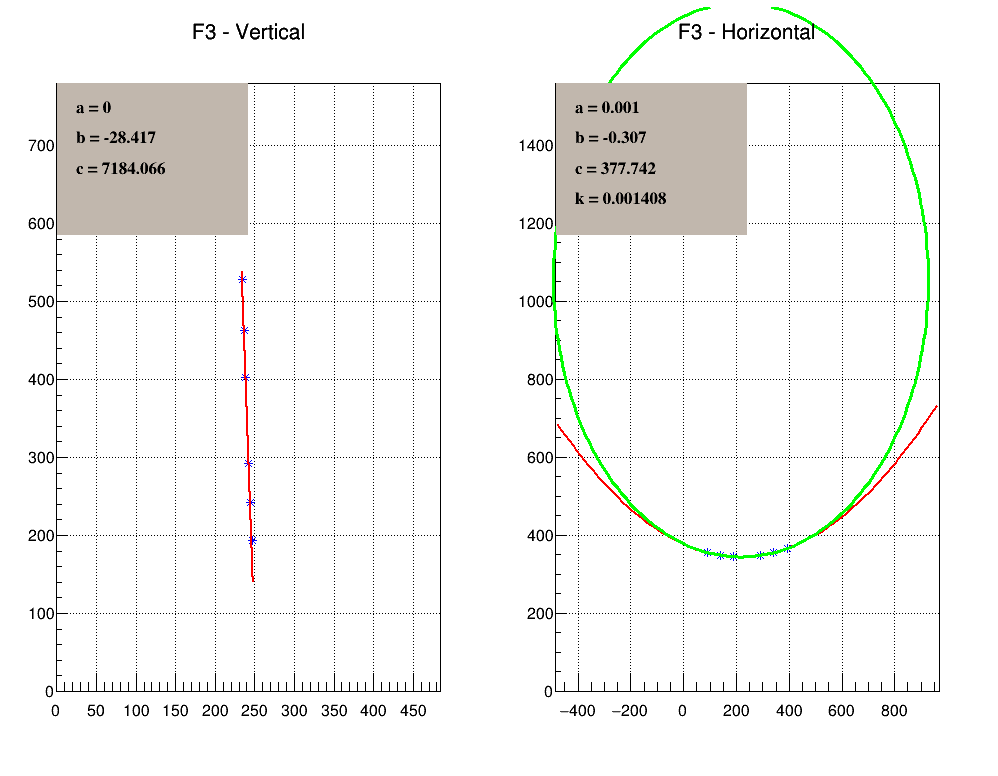 F3 - Vertical
a = 0
b = -28.417
c = 7184.066
700
600
500
400
300
200
100
0
0 50 100 150 200 250 300 350 400 450
F3 - Horizontal
a = 0.001
b = -0.307
c = 377.742
k = 0.001408
1400
1200
1000
800
600
400
200
0
−400 −200 0 200 400 600 800